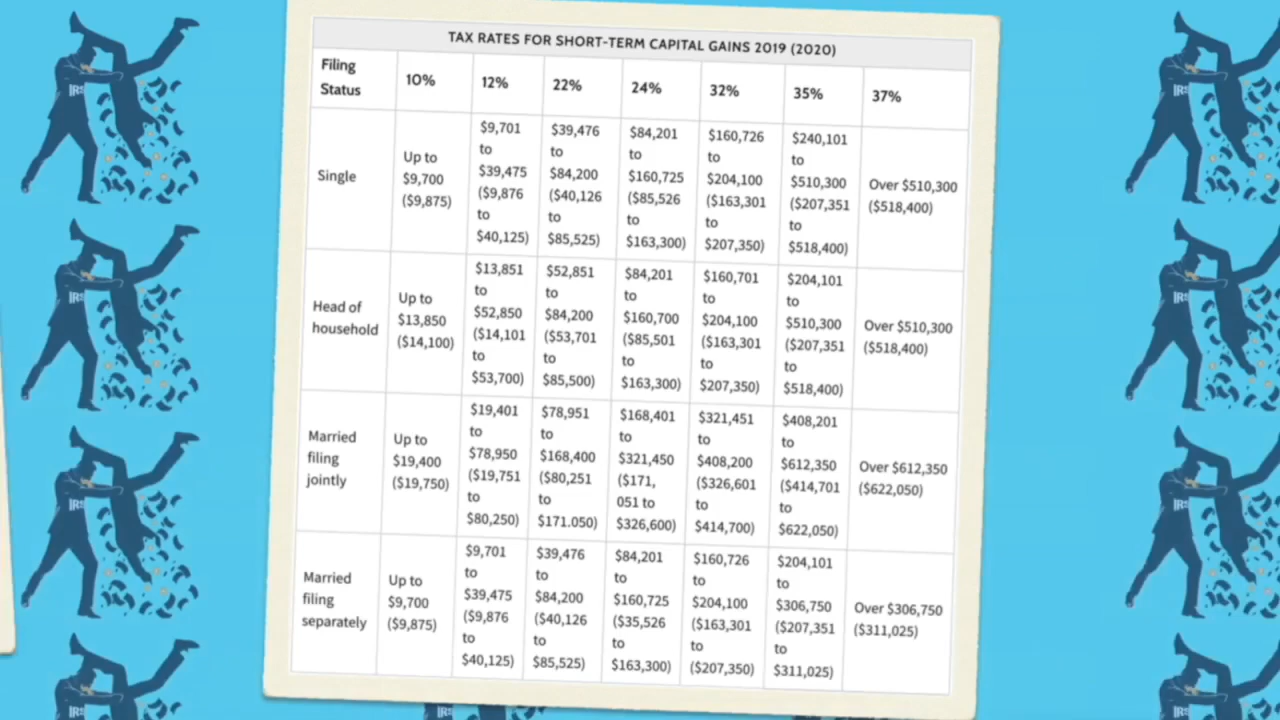 TAX RATES FOR SHORT-TERM CAPITAL GAINS 2019 (2020)
Filing Status 10% 12% 22% 24% 32% 35% 37%
Single
Up to
$9,700
($9,875)
$9,701
to
$39,475
($9,876
to
$40,125)
$39,476
to
$84,200
($40,126
to
$85,525)
$84,201
to
$160,725
($85,526
to
$163,300)
$160,726
to
$204,100
($163,301
to
$207,350)
$240,101
to
$510,300
($207,351
to
$518,400)
Over $510,300
($518,400)
Head of
household
Up to
$13,850
($14,100)
$13,851
to
$52,850
($14,101
to
$53,700)
$52,851
to
$84,200
($53,701
to
$85,500)
$84,201
to
$160,700
($85,501
to
$163,300)
$160,701
to
$204,100
($163,301
to
$207,350)
$204,101
to
$510,300
($207,351
to
$518,400)
Over $510,300
($518,400)
Married
filing
jointly
Up to
$19,400
($19,750)
$19,401
to
$78,950
($19,751
to
$80,250)
$78,951
to
$168,400
($80,251
to
$171.050)
$168,401
to
$321,450
($171,
051 to
$326,600)
$321,451
to
$408,200
($326,601
to
$414,700)
$408,201
to
$612,350
($414,701
to
$622,050)
Over $612,350
($622,050)
Married
filing
separately
Up to
$9,700
($9,875)
$9,701
to
$39,475
($9,876
to
$40,125)
$39,476
to
$84,200
($40,126
to
$85,525)
$84,201
to
$160,725
($35,526
to
$163,300)
$160,726
to
$204,100
($163,301
to
($207,350)
$204,101
to
$306,750
($207,351
to
$311,025)
Over $306,750
($311,025)
IRS
IRS
IRS
IRS
IRS
IRS